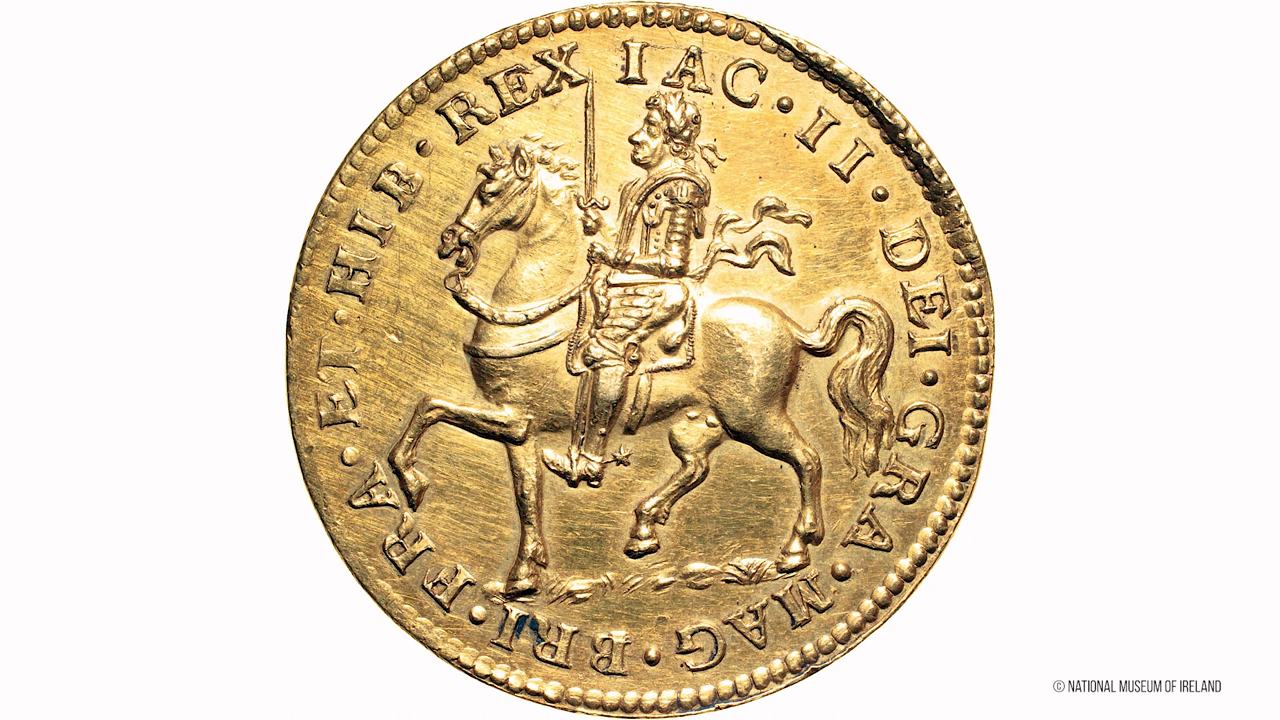 IAC · II · DEI · GRA · MAG · BRI · FRA · ET · HIB · REX
© NATIONAL MUSEUM OF IRELAND